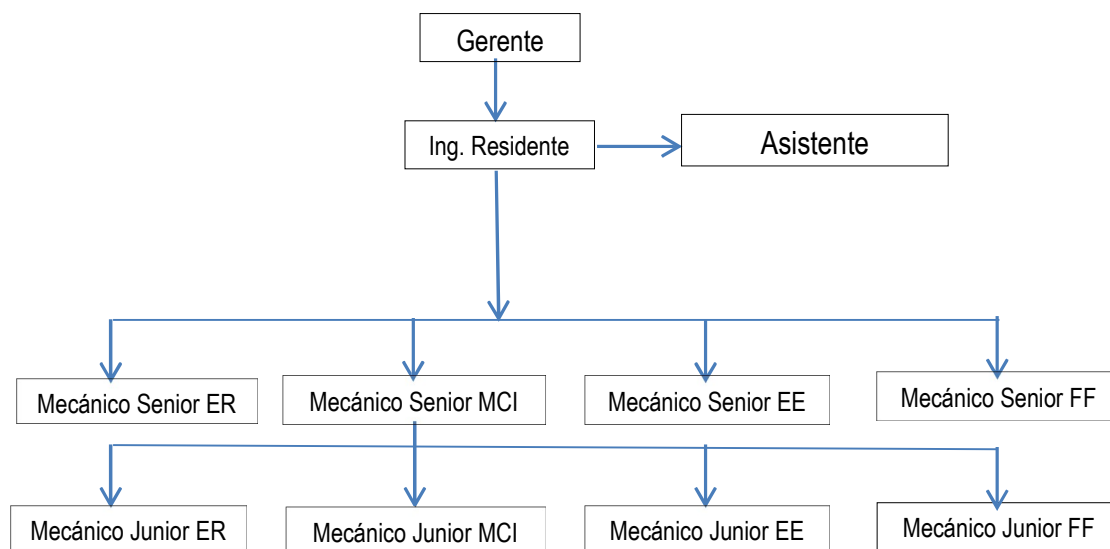 Gerente
Ing. Residente
Asistente
Mecánico Senior ER
Mecánico Senior MCI
Mecánico Senior EE
Mecánico Senior FF
Mecánico Junior ER
Mecánico Junior MCI
Mecánico Junior EE
Mecánico Junior FF